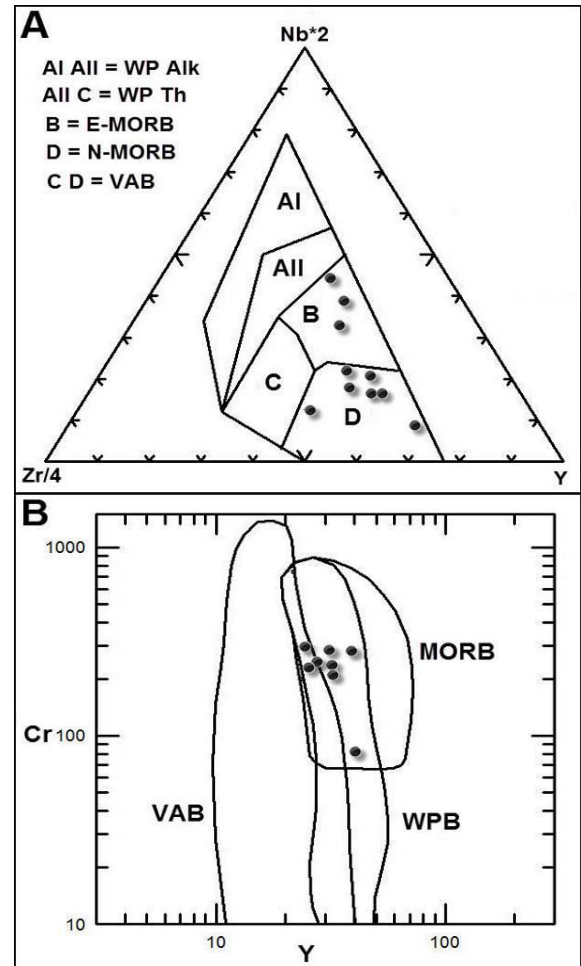 A
Nb*2
AI AII = WP Alk
AII C = WP Th
B = E-MORB
D = N-MORB
C D = VAB
AI
AII
B
C
D
Zr/4
Y
B
1000
MORB
Cr 100
VAB
WPB
10
10
100
Y